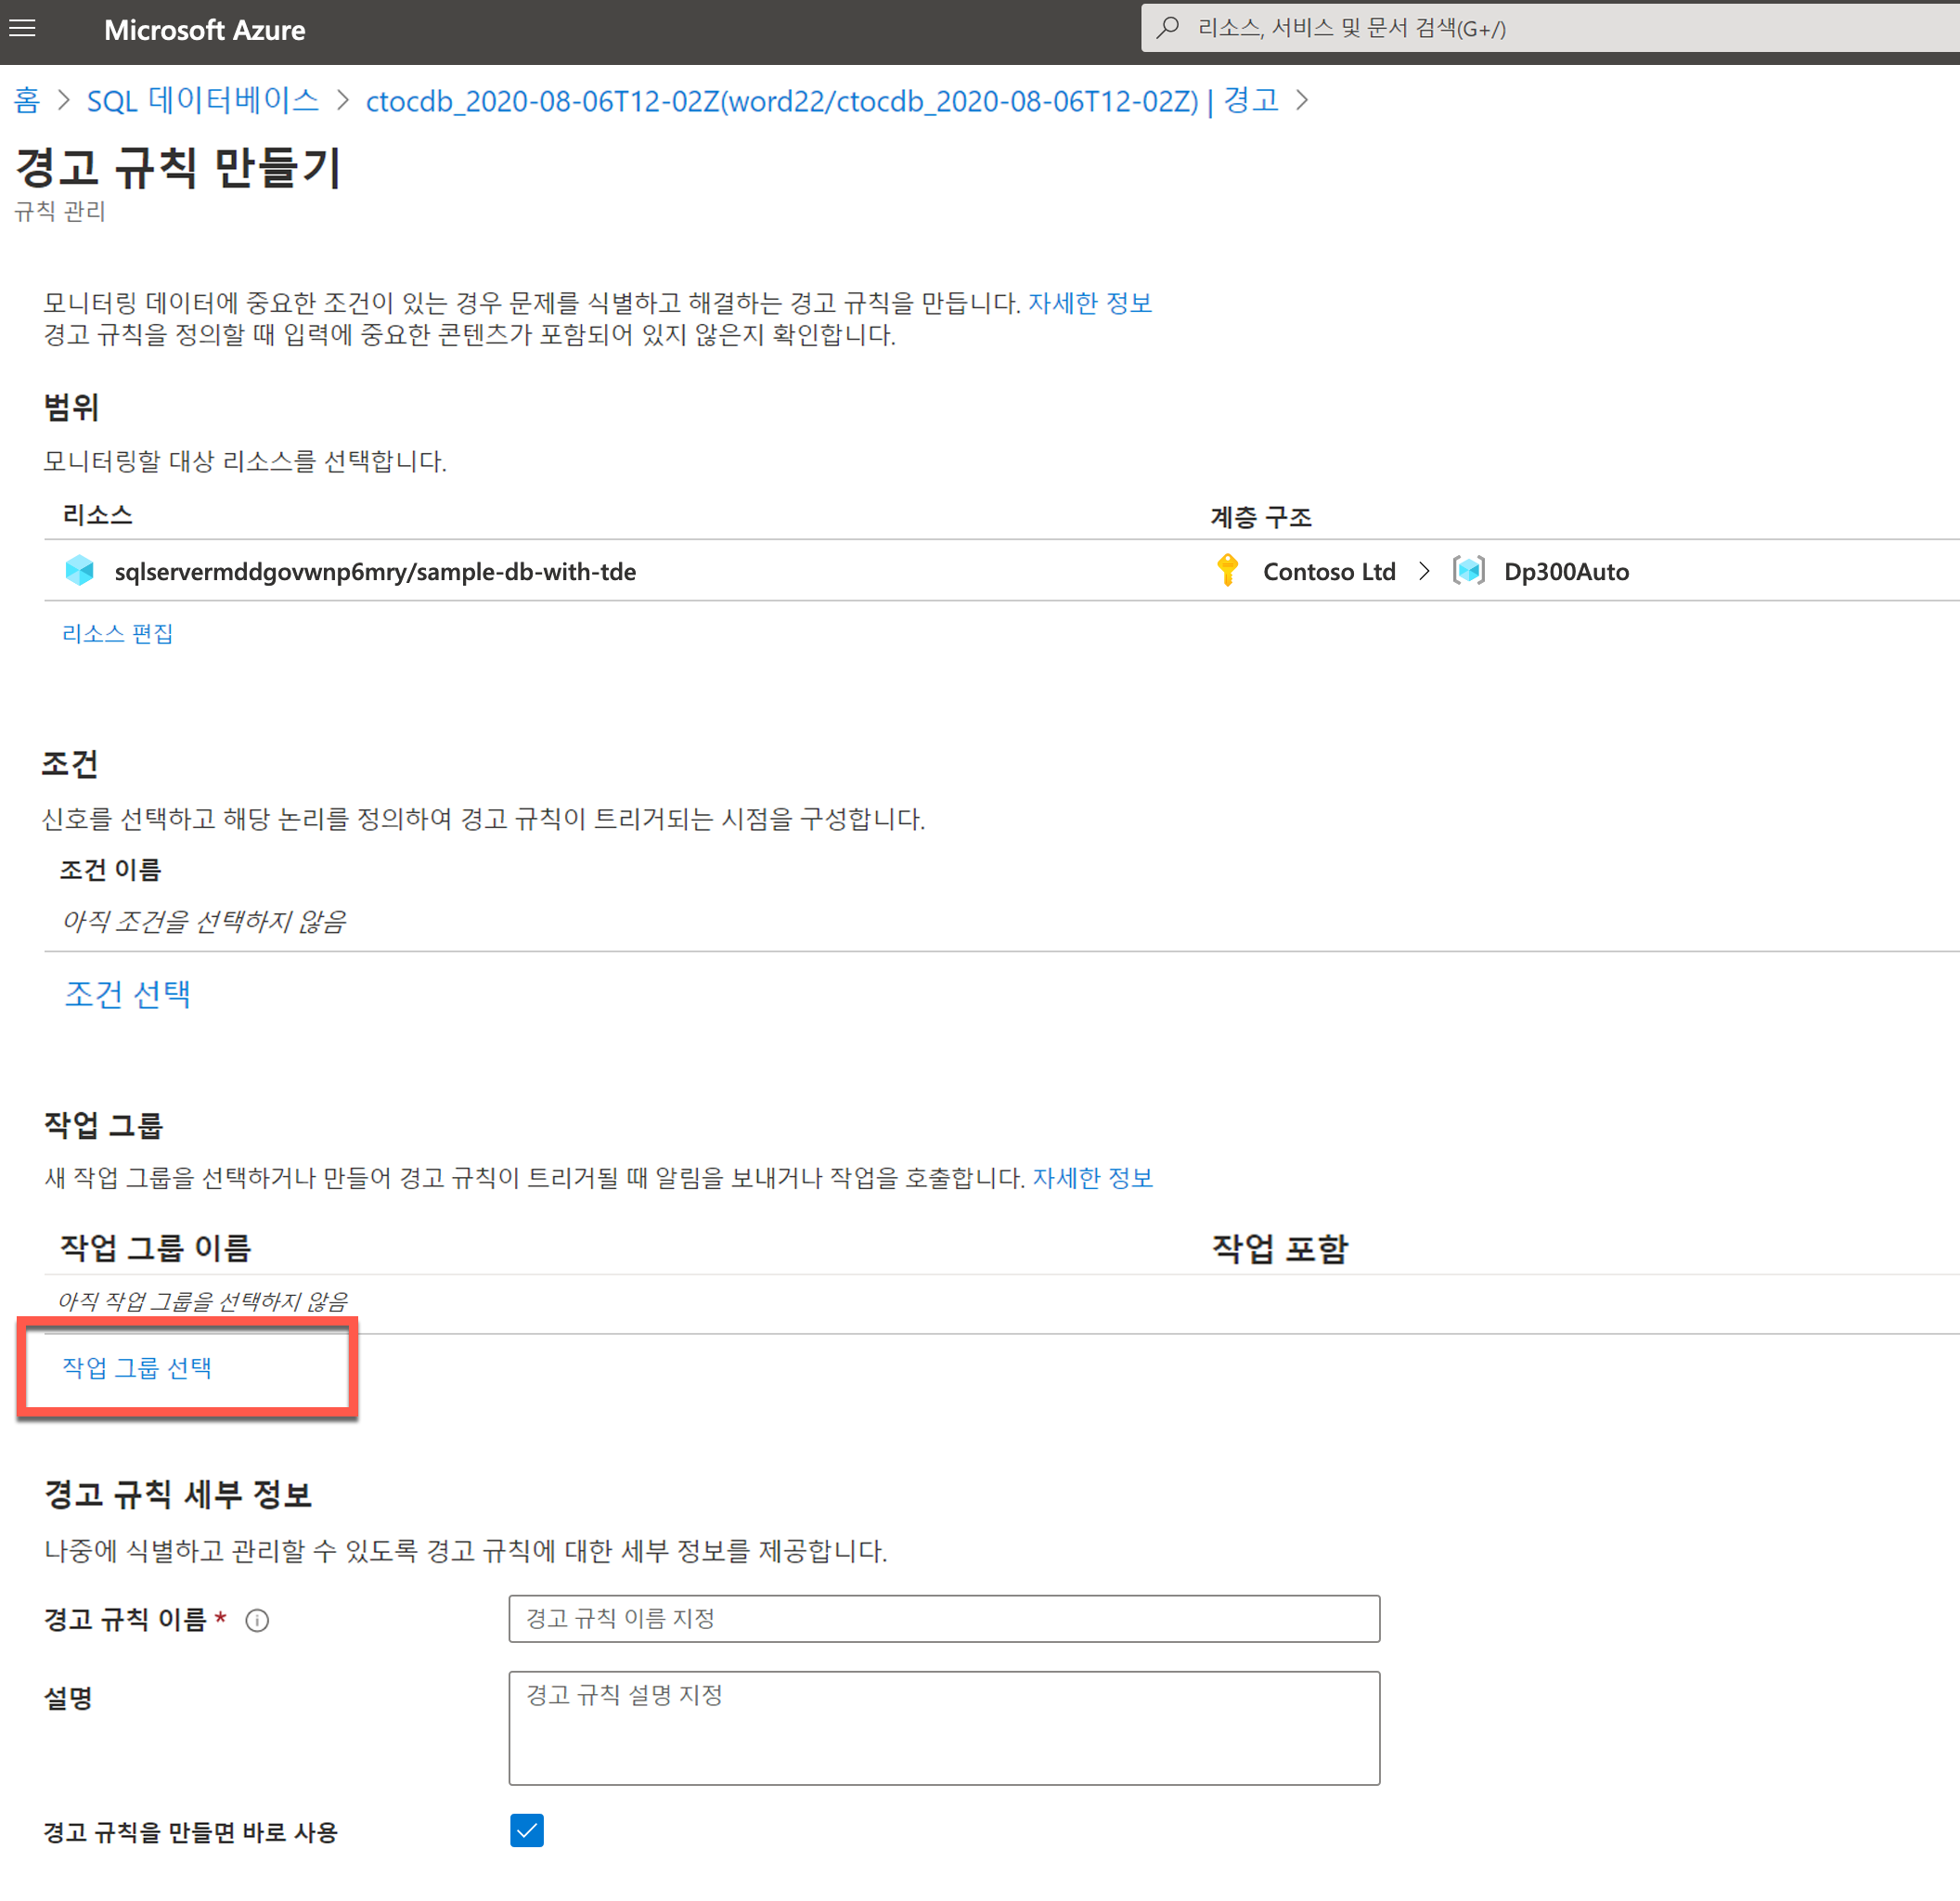 Microsoft Azure
리소스, 서비스 및 문서 검색(G+/)
홈 > SQL 데이터베이스 > ctocdb_2020-08-06T12-02Z(word22/ctocdb_2020-08-06T12-02Z) | 경고 >
경고 규칙 만들기
규칙 관리
모니터링 데이터에 중요한 조건이 있는 경우 문제를 식별하고 해결하는 경고 규칙을 만듭니다. 자세한 정보
경고 규칙을 정의할 때 입력에 중요한 콘텐츠가 포함되어 있지 않은지 확인합니다.
범위
모니터링할 대상 리소스를 선택합니다.
리소스 계층 구조
sqlservermddgovwnp6mry/sample-db-with-tde Contoso Ltd > Dp300Auto
리소스 편집
조건
신호를 선택하고 해당 논리를 정의하여 경고 규칙이 트리거되는 시점을 구성합니다.
조건 이름
아직 조건을 선택하지 않음
조건 선택
작업 그룹
새 작업 그룹을 선택하거나 만들어 경고 규칙이 트리거될 때 알림을 보내거나 작업을 호출합니다. 자세한 정보
작업 그룹 이름 작업 포함
아직 작업 그룹을 선택하지 않음
작업 그룹 선택
경고 규칙 세부 정보
나중에 식별하고 관리할 수 있도록 경고 규칙에 대한 세부 정보를 제공합니다.
경고 규칙 이름 * 경고 규칙 이름 지정
설명 경고 규칙 설명 지정
경고 규칙을 만들면 바로 사용